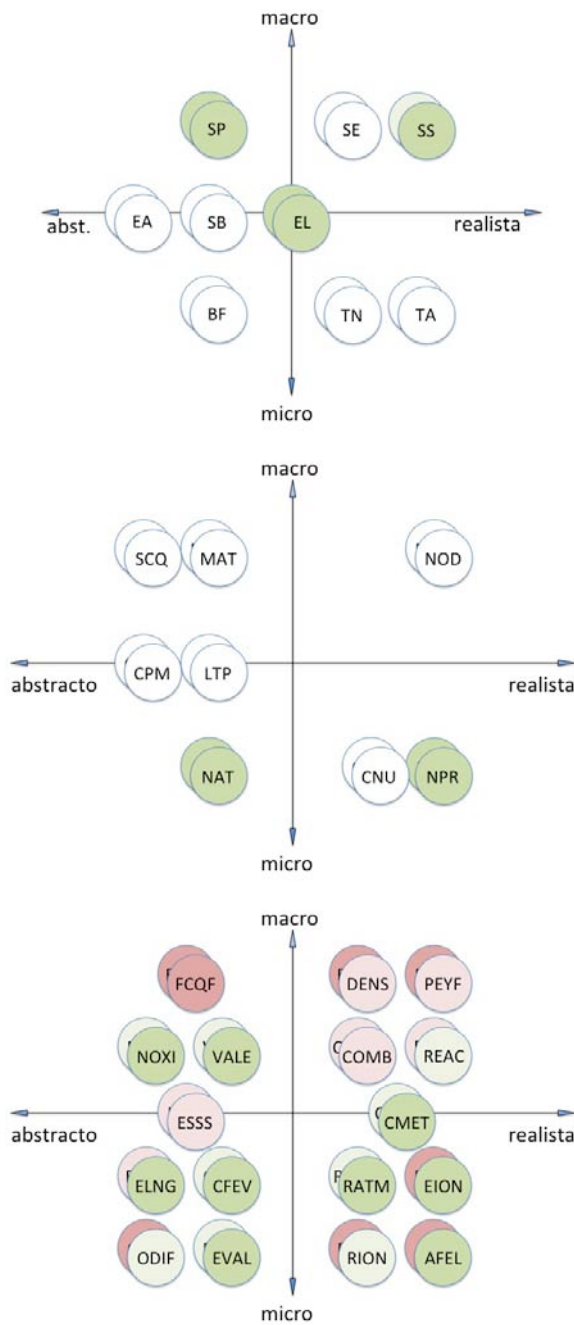 macro
SP SE SS
abst. EA SB EL realista
BF TN TA
micro
macro
SCQ MAT NOD
CPM LTP
abstracto realista
NAT CNU NPR
micro
macro
FCQF DENS PEYF
NOXI VALE COMB REAC
abstracto ESSS CMET realista
ELNG CFEV RATM EION
ODIF EVAL RION AFEL
micro